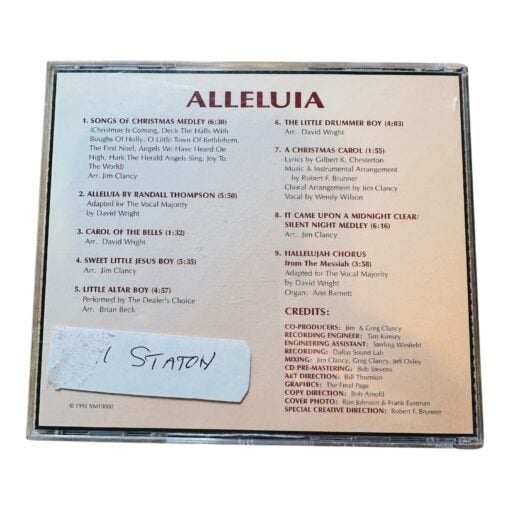 ALLELUIA
1. SONGS OF CHRISTMAS MEDLEY (6:30)
(Christmas Is Coming, Deck The Halls With
Boughs Of Holly, O Little Town Of Bethlehem,
The First Noel, Angels We Have Heard On
High, Hark The Herald Angels Sing, Joy To
The World)
Arr. Jim Clancy
2. ALLELUIA BY RANDALL THOMPSON (5:50)
Adapted for The Vocal Majority
by David Wright
3. CAROL OF THE BELLS (1:32)
Arr. David Wright
4. SWEET LITTLE JESUS BOY (5:35)
Arr. Jim Clancy
5. LITTLE ALTAR BOY (4:57)
Performed by The Dealer's Choice
Arr. Brian Beck
6. THE LITTLE DRUMMER BOY (4:03)
Arr. David Wright
7. A CHRISTMAS CAROL (1:55)
Lyrics by Gilbert K. Chesterton
Music & Instrumental Arrangement
by Robert F. Brunner
Choral Arrangement by Jim Clancy
Vocal by Wendy Wilson
8. IT CAME UPON A MIDNIGHT CLEAR/
SILENT NIGHT MEDLEY (6:16)
Arr. Jim Clancy
9. HALLELUJAH CHORUS
from The Messiah (3:58)
Adapted for The Vocal Majority
by David Wright
Organ: Ann Barnett
CREDITS:
CO-PRODUCERS: Jim & Greg Clancy
RECORDING ENGINEER: Tim Kimsey
ENGINEERING ASSISTANT: Sterling Winfield
RECORDING: Dallas Sound Lab
MIXING: Jim Clancy, Greg Clancy, Jeff Oxley
CD PRE-MASTERING: Bob Stevens
ART DIRECTION: Bill Thornton
GRAPHICS: The Final Page
COPY DIRECTION: Bob Arnold
COVER PHOTO: Ron Johnson & Frank Eastman
SPECIAL CREATIVE DIRECTION: Robert F. Brunner
STATON
© 1992 VM10000